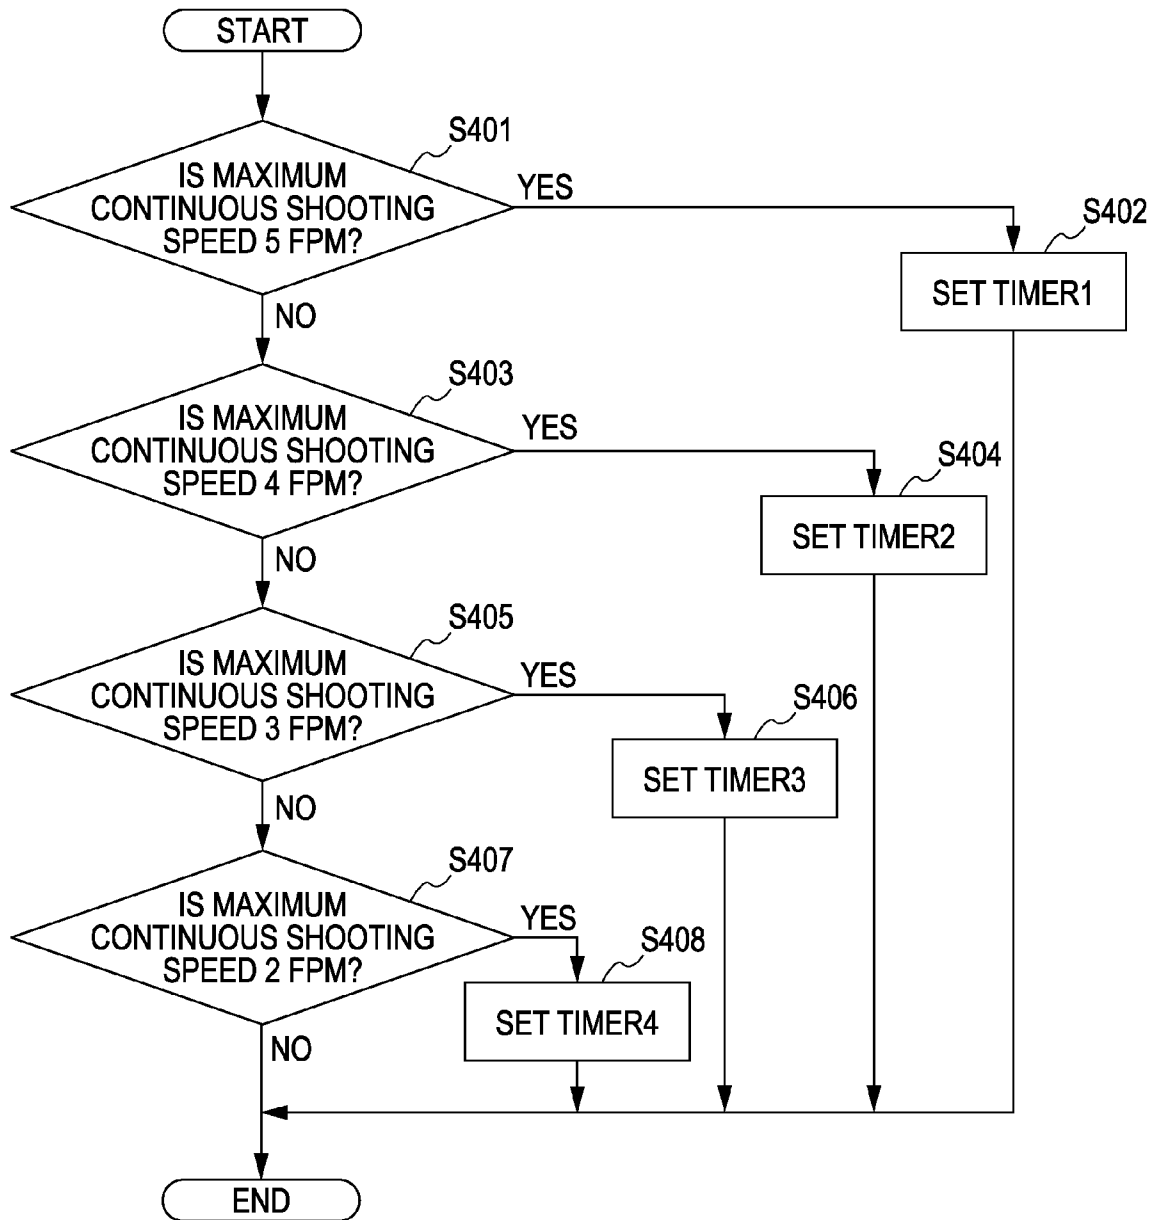 START
S401
IS MAXIMUM
CONTINUOUS SHOOTING
SPEED 5 FPM?
YES
S402
SET TIMER1
NO
S403
IS MAXIMUM
CONTINUOUS SHOOTING
SPEED 4 FPM?
YES
S404
SET TIMER2
NO
S405
IS MAXIMUM
CONTINUOUS SHOOTING
SPEED 3 FPM?
YES
S406
SET TIMER3
NO
S407
IS MAXIMUM
CONTINUOUS SHOOTING
SPEED 2 FPM?
YES
S408
SET TIMER4
NO
END